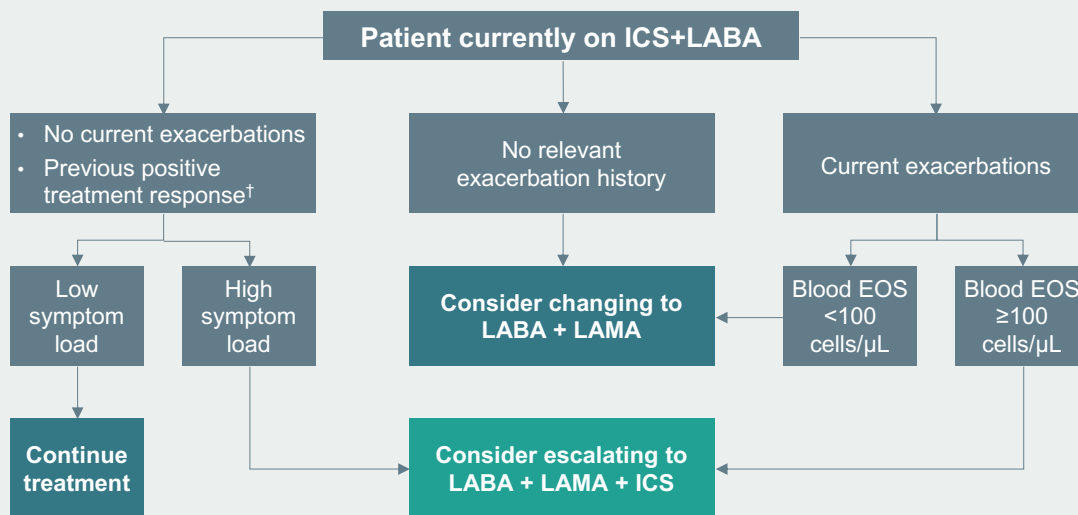 Patient currently on ICS+LABA
• No current exacerbations
• Previous positive
treatment response†
No relevant
exacerbation history
Current exacerbations
Low
symptom
load
High
symptom
load
Consider changing to
LABA + LAMA
Blood EOS
<100
cells/µL
Blood EOS
≥100
cells/µL
Continue
treatment
Consider escalating to
LABA + LAMA + ICS